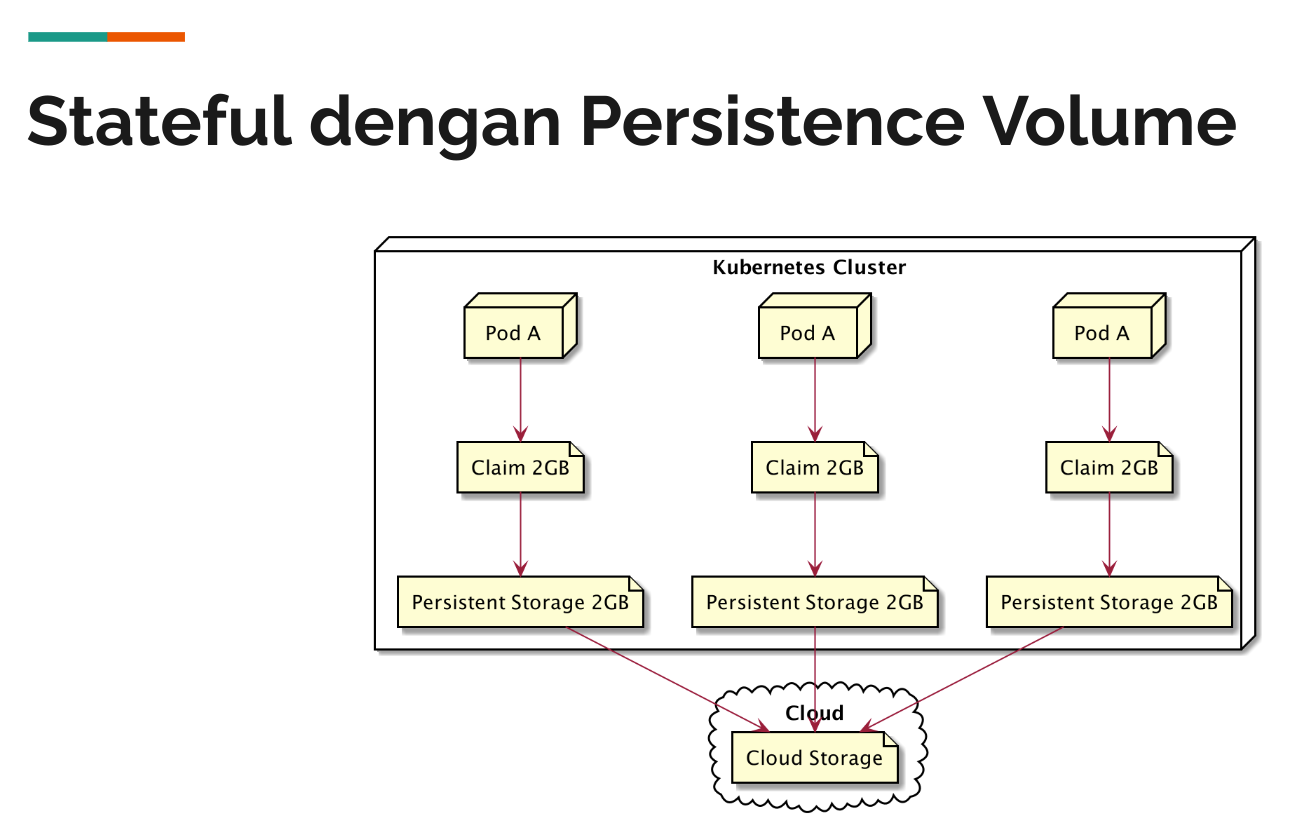 Stateful dengan Persistence Volume
Kubernetes Cluster
Pod A
Pod A
Pod A
Claim 2GB
Claim 2GB
Claim 2GB
Persistent Storage 2GB
Persistent Storage 2GB
Persistent Storage 2GB
Cloud
Cloud Storage